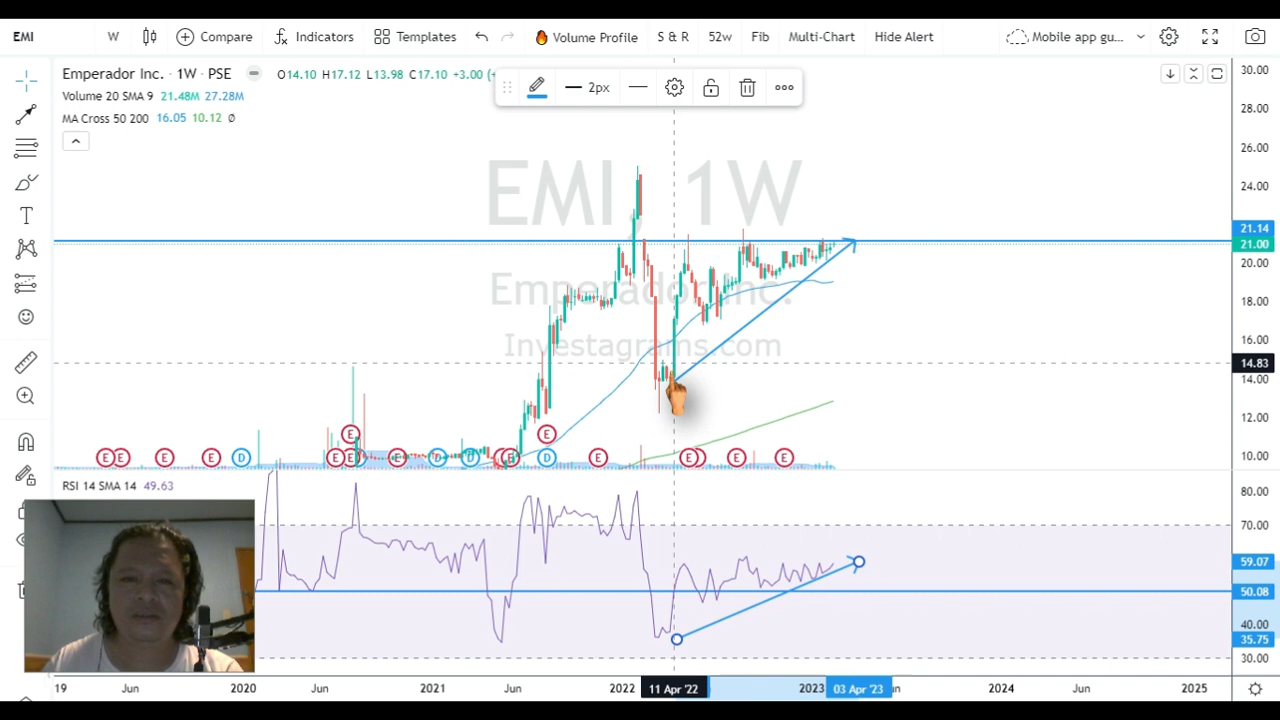 EMI W Compare Indicators Templates Volume Profile S & R 52w Fib Multi-Chart Hide Alert Mobile app gu...
Emperador Inc. · 1W · PSE O14.10 H17.12 L13.98 C17.10 +3.00
2px
Volume 20 SMA 9 21.48M 27.28M
MA Cross 50 200 16.05 10.12 Ø
EMI, 1W
Emperador Inc.
Investagrams.com
30.00
28.00
26.00
24.00
21.14
21.00
20.00
18.00
16.00
14.83
14.00
12.00
10.00
E
E
E E E E D E E D D E E D E E E E
T
RSI 14 SMA 14 49.63
80.00
70.00
59.07
50.08
40.00
35.75
30.00
19 Jun 2020 Jun 2021 Jun 2022 11 Apr '22 2023 03 Apr '23 2024 Jun 2025